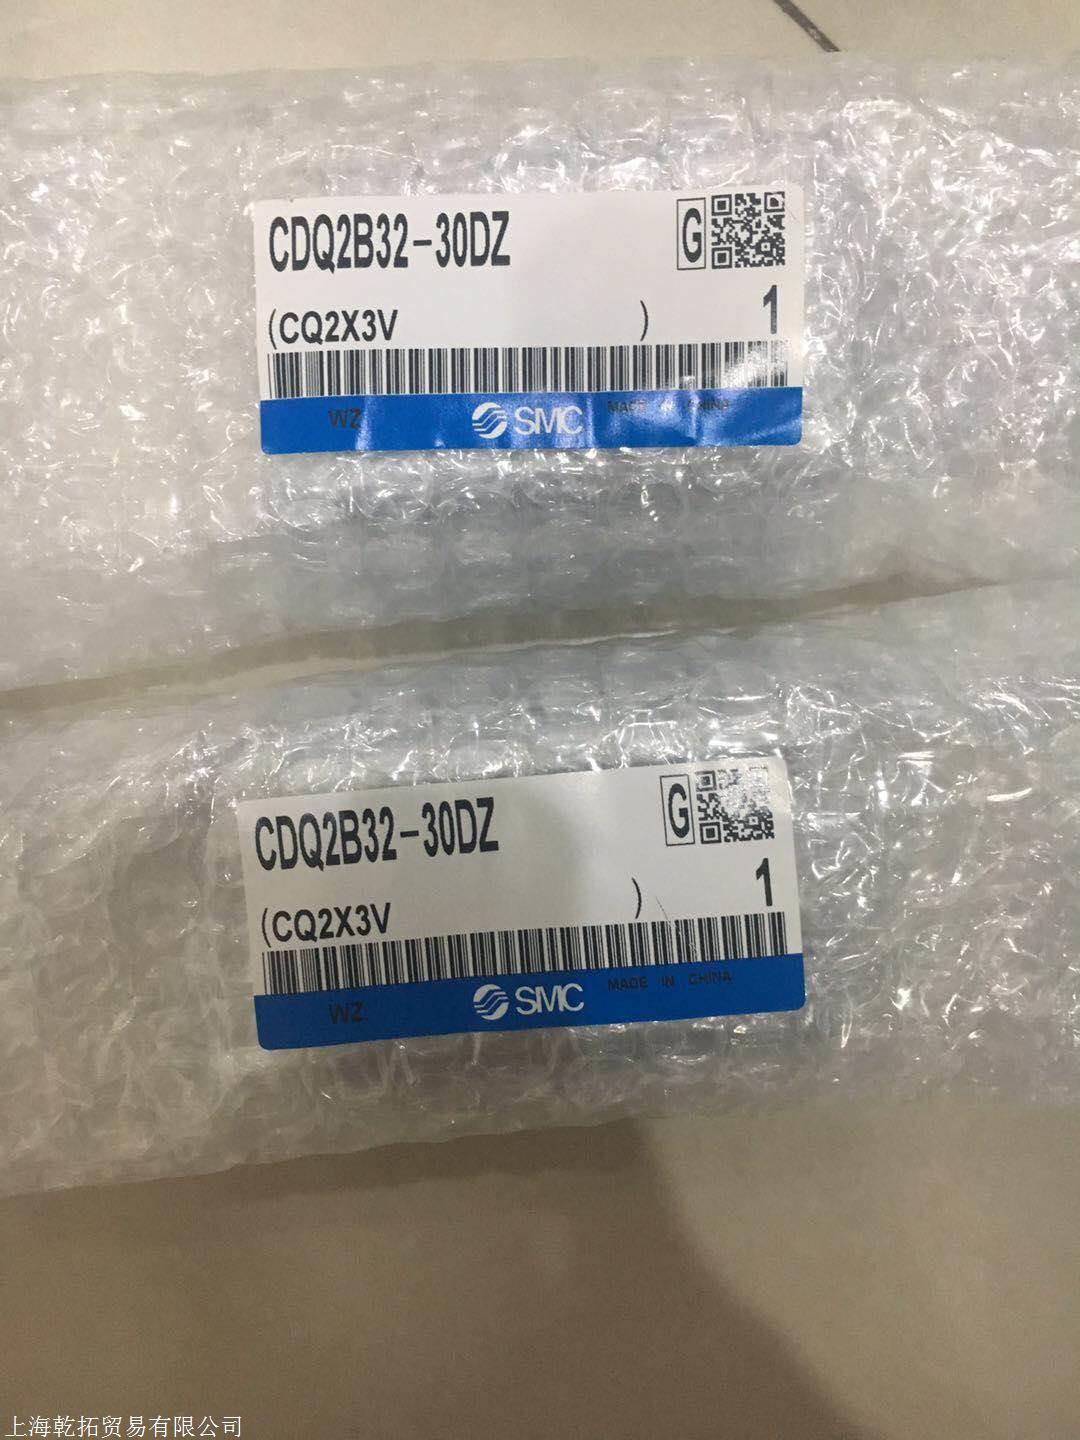 CDQ2B32-30DZ
G
(CQ2X3V )
1
WZ
SMC
MADE IN CHINA
CDQ2B32-30DZ
G
(CQ2X3V )
1
WZ
SMC
MADE IN CHINA
上海乾拓贸易有限公司